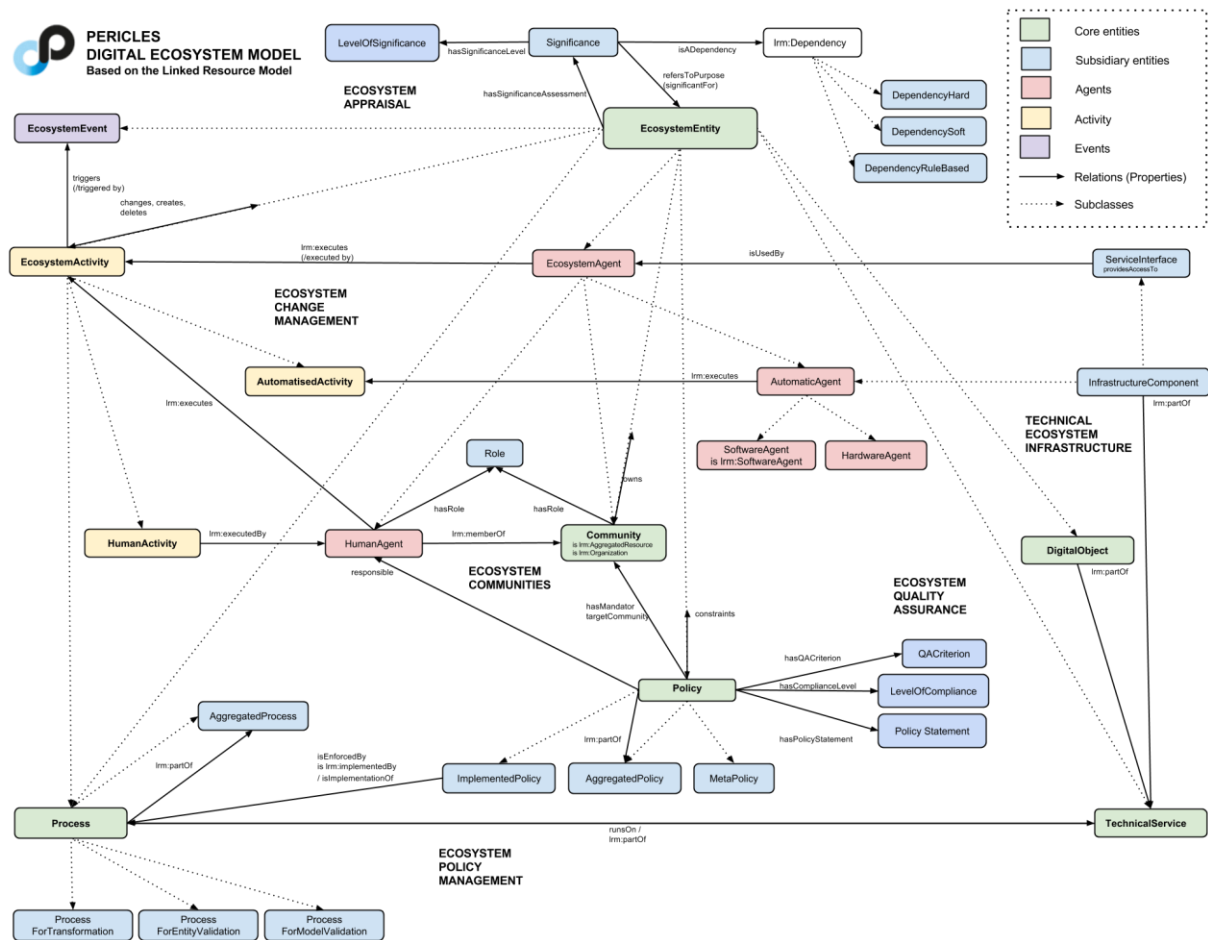 PERICLES
DIGITAL ECOSYSTEM MODEL
Based on the Linked Resource Model
LevelOfSignificance
hasSignificanceLevel
Significance
isADependency
lrm:Dependency
Core entities
Subsidiary entities
Agents
Activity
Events
Relations (Properties)
Subclasses
refersToPurpose
(significantFor)
hasSignificanceAssessment
ECOSYSTEM
APPRAISAL
DependencyHard
DependencySoft
DependencyRuleBased
EcosystemEvent
EcosystemEntity
triggers
(/triggered by)
changes, creates,
deletes
EcosystemActivity
lrm:executes
(/executed by)
EcosystemAgent
isUsedBy
ServiceInterface
providesAccessTo
ECOSYSTEM
CHANGE
MANAGEMENT
AutomatisedActivity
lrm:executes
AutomaticAgent
InfrastructureComponent
lrm:partOf
lrm:executes
TECHNICAL
ECOSYSTEM
INFRASTRUCTURE
Role
SoftwareAgent
is lrm:SoftwareAgent
HardwareAgent
owns
hasRole
hasRole
HumanActivity
lrm:executedBy
HumanAgent
lrm:memberOf
Community
is lrm:AggregatedResource
is lrm:Organization
DigitalObject
lrm:partOf
responsible
ECOSYSTEM
COMMUNITIES
ECOSYSTEM
QUALITY
ASSURANCE
hasMandator
targetCommunity
constraints
hasQACriterion
QACriterion
Policy
hasComplianceLevel
LevelOfCompliance
hasPolicyStatement
Policy Statement
AggregatedProcess
lrm:partOf
isEnforcedBy
is lrm:implementedBy
/ isImplementationOf
lrm:partOf
ImplementedPolicy
AggregatedPolicy
MetaPolicy
Process
runsOn /
lrm:partOf
TechnicalService
ECOSYSTEM
POLICY
MANAGEMENT
Process
ForTransformation
Process
ForEntityValidation
Process
ForModelValidation